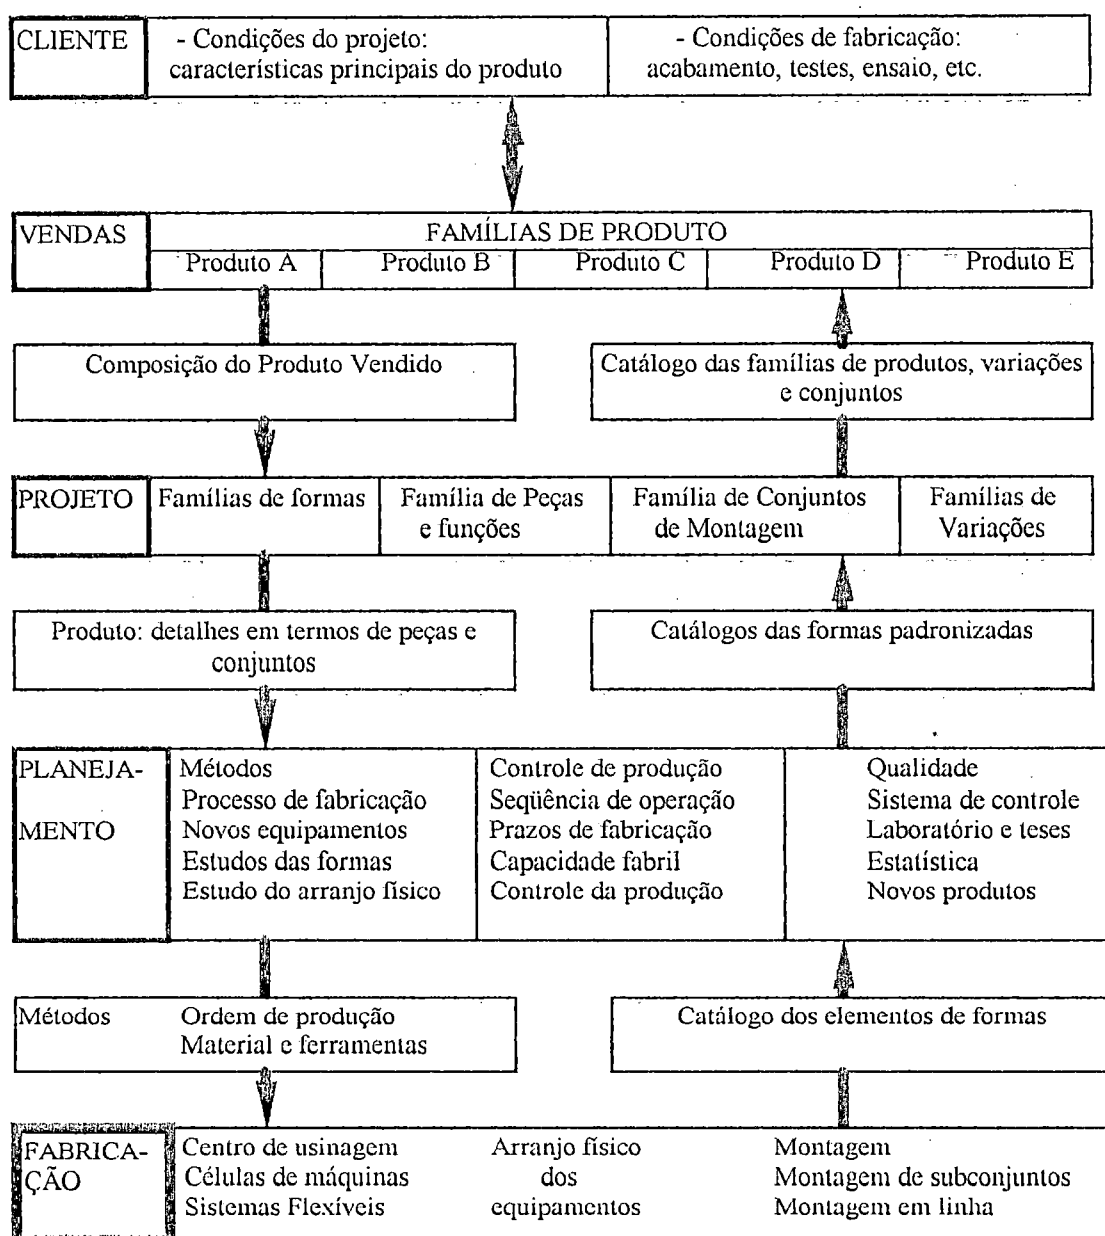 CLIENTE
- Condições do projeto:
características principais do produto
- Condições de fabricação:
acabamento, testes, ensaio, etc.
VENDAS
FAMÍLIAS DE PRODUTO
Produto A
Produto B
Produto C
Produto D
Produto E
Composição do Produto Vendido
Catálogo das famílias de produtos, variações
e conjuntos
PROJETO
Famílias de formas
Família de Peças
e funções
Família de Conjuntos
de Montagem
Famílias de
Variações
Produto: detalhes em termos de peças e
conjuntos
Catálogos das formas padronizadas
PLANEJA-
MENTO
Métodos
Processo de fabricação
Novos equipamentos
Estudos das formas
Estudo do arranjo físico
Controle de produção
Seqüência de operação
Prazos de fabricação
Capacidade fabril
Controle da produção
Qualidade
Sistema de controle
Laboratório e teses
Estatística
Novos produtos
Métodos
Ordem de produção
Material e ferramentas
Catálogo dos elementos de formas
FABRICA-
ÇÃO
Centro de usinagem
Células de máquinas
Sistemas Flexíveis
Arranjo físico
dos
equipamentos
Montagem
Montagem de subconjuntos
Montagem em linha